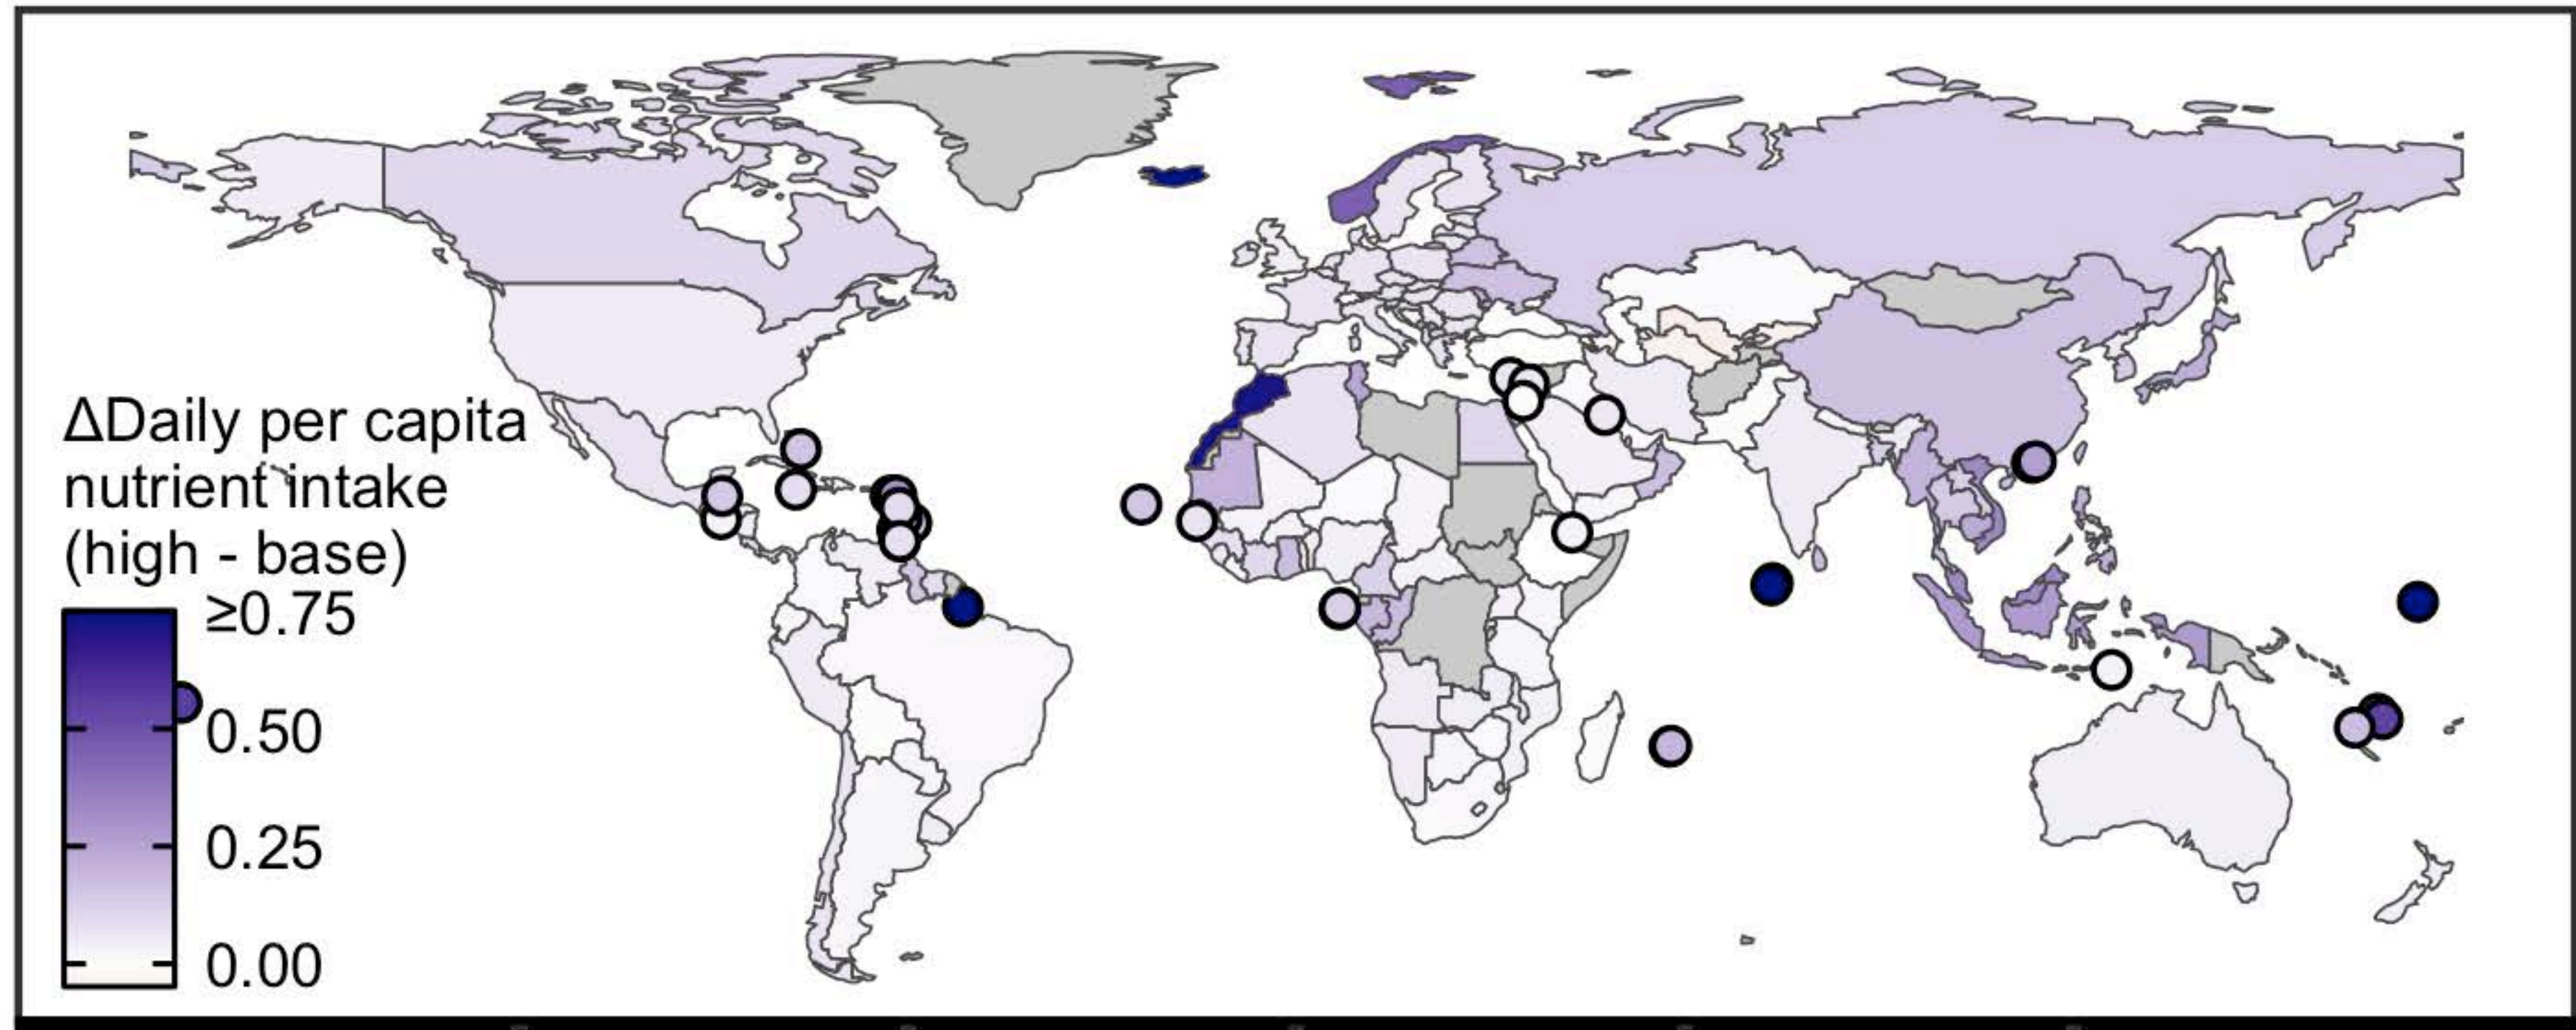 ΔDaily per capita
nutrient intake
(high - base)
≥0.75
0.50
0.25
0.00